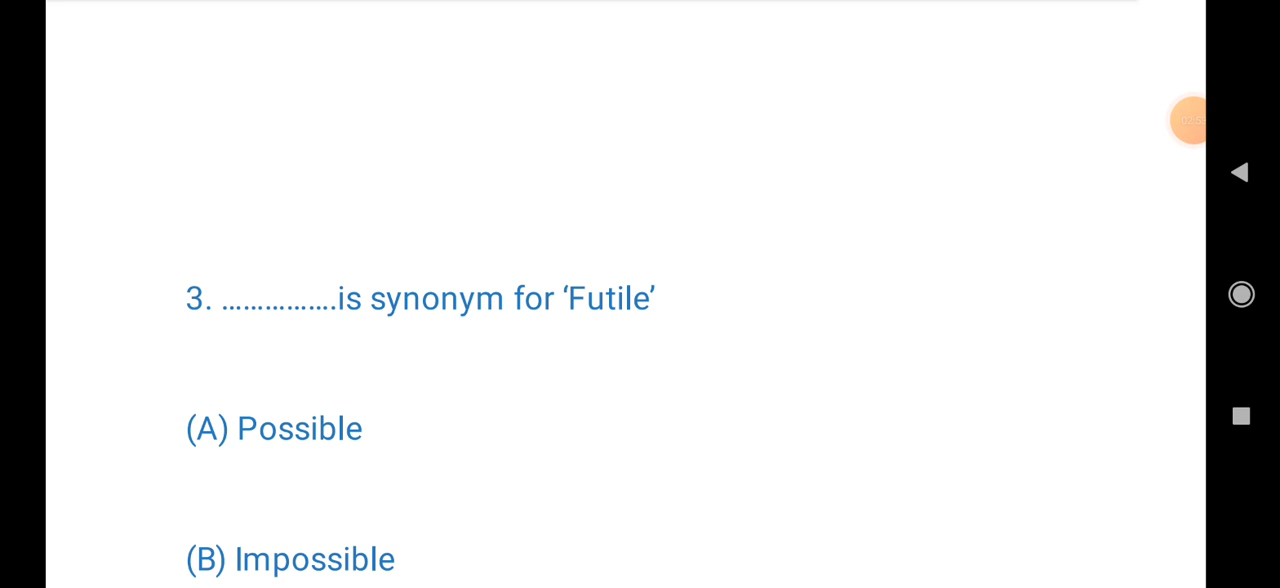 3. ................is synonym for ‘Futile’
(A) Possible
(B) Impossible